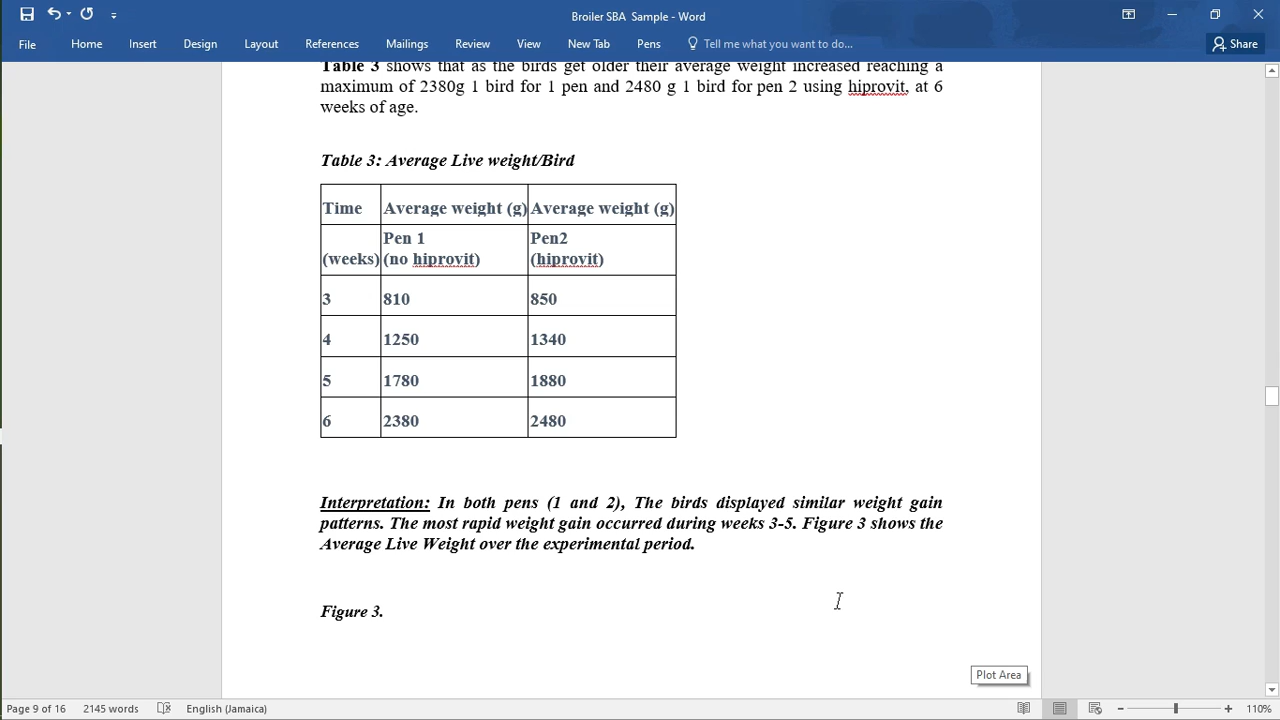 Broiler SBA Sample - Word
File Home Insert Design Layout References Mailings Review View New Tab Pens Tell me what you want to do... Share
Table 3 shows that as the birds get older their average weight increased reaching a
maximum of 2380g 1 bird for 1 pen and 2480 g 1 bird for pen 2 using hiprovit, at 6
weeks of age.
Table 3: Average Live weight/Bird
Time Average weight (g) Average weight (g)
Pen 1 Pen2
(weeks) (no hiprovit) (hiprovit)
3 810 850
4 1250 1340
5 1780 1880
6 2380 2480
Interpretation: In both pens (1 and 2), The birds displayed similar weight gain
patterns. The most rapid weight gain occurred during weeks 3-5. Figure 3 shows the
Average Live Weight over the experimental period.
Figure 3.
Plot Area
Page 9 of 16 2145 words English (Jamaica) 110%